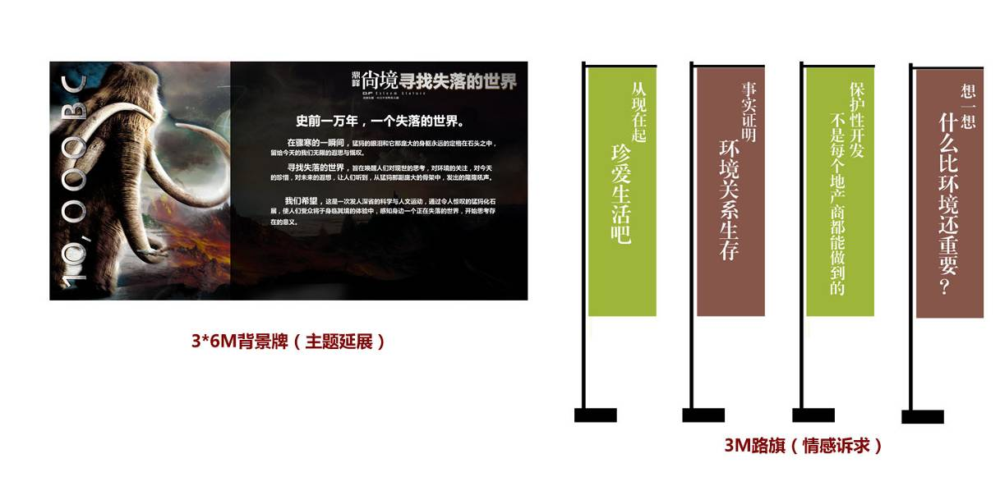 10,000 BC
鼎峰 尚境 寻找失落的世界
DF Esteem Estate
史前一万年，一个失落的世界。
在骤寒的一瞬间，猛犸的眼泪和它那庞大的身躯永远的定格在石头之中，
留给今天的我们无限的遐思与慨叹。
寻找失落的世界，旨在唤醒人们对现世的思考，对环境的关注，对今天
的珍惜，对未来的遐想，让人们听到，从猛犸那副庞大的骨架中，发出的隆隆吼声。
我们希望，这是一次发人深省的科学与人文运动，通过令人惊叹的猛犸化石
展，使人们受众将于身临其境的体验中，感知身边一个正在失落的世界，开始思考存
在的意义。
3*6M背景牌（主题延展）
从现在起
珍爱生活吧
事实证明
环境关系生存
保护性开发
不是每个地产商都能做到的
想一想
什么比环境还重要？
3M路旗（情感诉求）